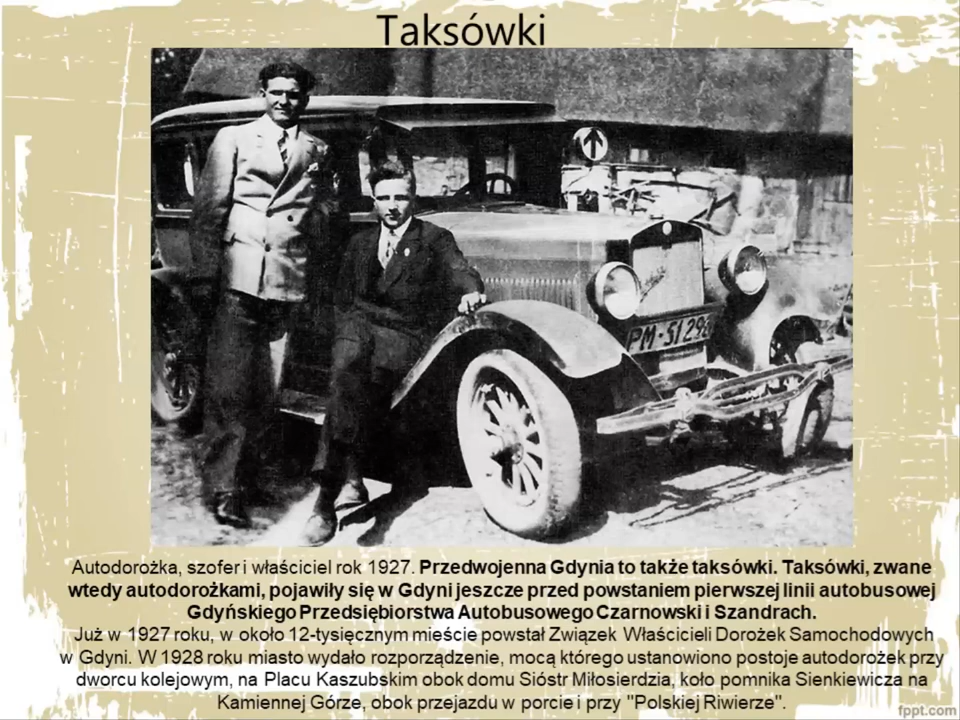 Taksówki
PM·51 29
Autodorożka, szofer i właściciel rok 1927. Przedwojenna Gdynia to także taksówki. Taksówki, zwane
wtedy autodorożkami, pojawiły się w Gdyni jeszcze przed powstaniem pierwszej linii autobusowej
Gdyńskiego Przedsiębiorstwa Autobusowego Czarnowski i Szandrach.
Już w 1927 roku, w około 12-tysięcznym mieście powstał Związek Właścicieli Dorożek Samochodowych
w Gdyni. W 1928 roku miasto wydało rozporządzenie, mocą którego ustanowiono postoje autodorożek przy
dworcu kolejowym, na Placu Kaszubskim obok domu Sióstr Miłosierdzia, koło pomnika Sienkiewicza na
Kamiennej Górze, obok przejazdu w porcie i przy "Polskiej Riwierze".
fppt.com